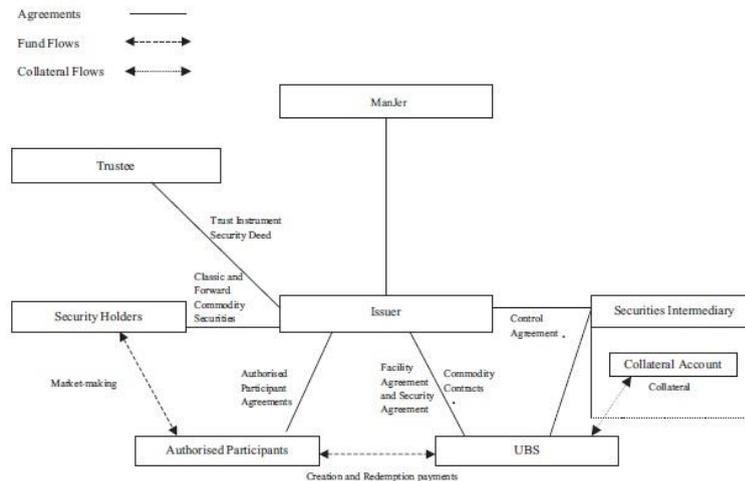 Agreements
Fund Flows
Collateral Flows
ManJer
Trustee
Trust Instrument
Security Deed
Classic and
Forward
Commodity
Securities
Security Holders
Issuer
Securities Intermediary
Control
Agreement
Collateral Account
Collateral
Market-making
Authorised
Participant
Agreements
Facility
Agreement
and Security
Agreement
Commodity
Contracts
Authorised Participants
UBS
Creation and Redemption payments